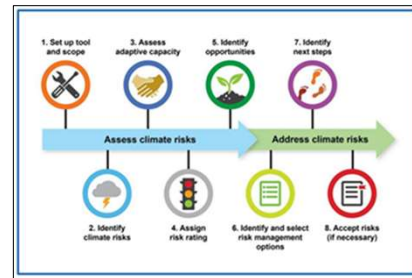 1. Set up tool
and scope
3. Assess
adaptive capacity
5. Identify
opportunities
7. Identify
next steps
Assess climate risks
Address climate risks
2. Identify
climate risks
4. Assign
risk rating
6. Identify and select
risk management
options
8. Accept risks
(if necessary)